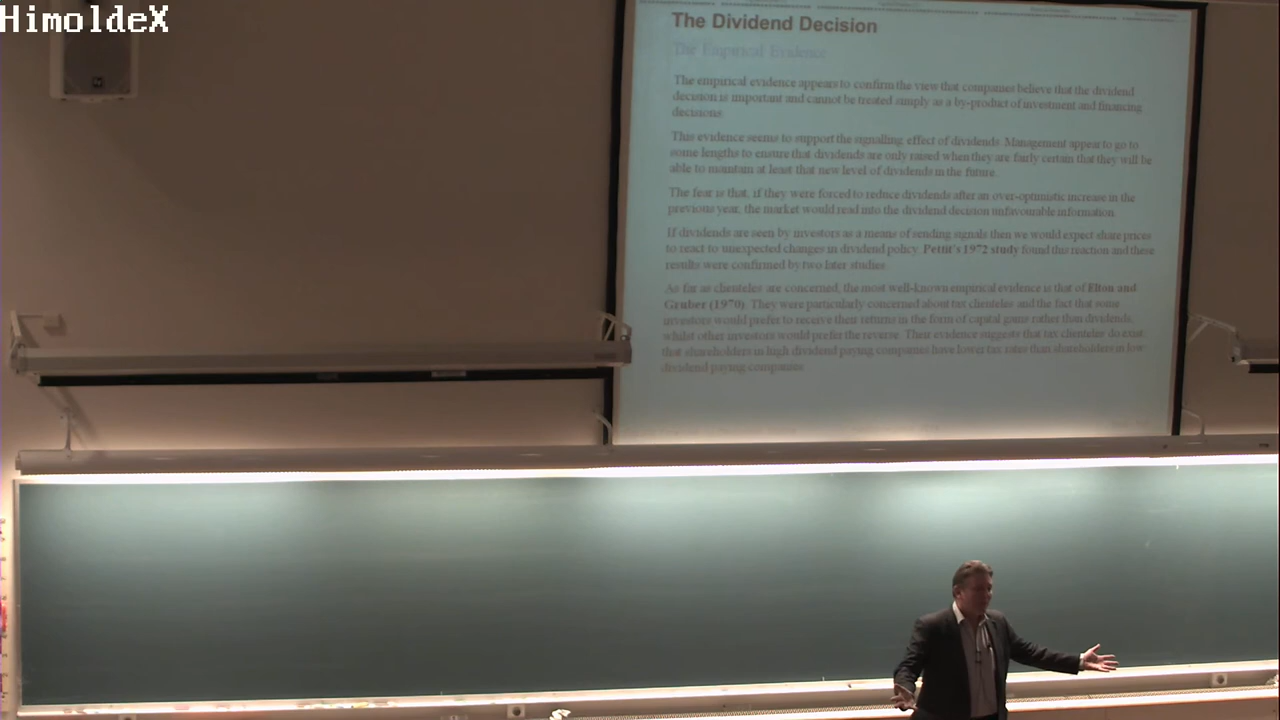 HimoldeX
The Dividend Decision
The Empirical Evidence
The empirical evidence appears to confirm the view that companies believe that the dividend
decision is important and cannot be treated simply as a by-product of investment and financing
decisions.
This evidence seems to support the signalling effect of dividends. Management appear to go to
some lengths to ensure that dividends are only raised when they are fairly certain that they will be
able to maintain at least that new level of dividends in the future.
The fear is that, if they were forced to reduce dividends after an over-optimistic increase in the
previous year, the market would read into the dividend decision unfavourable information.
If dividends are seen by investors as a means of sending signals then we would expect share prices
to react to unexpected changes in dividend policy. Pettit's 1972 study found this reaction and these
results were confirmed by two later studies.
As far as clienteles are concerned, the most well-known empirical evidence is that of Elton and
Gruber (1970). They were particularly concerned about tax clienteles and the fact that some
investors would prefer to receive their returns in the form of capital gains rather than dividends,
whilst other investors would prefer the reverse. Their evidence suggests that tax clienteles do exist
that shareholders in high dividend paying companies have lower tax rates than shareholders in low
dividend paying companies.